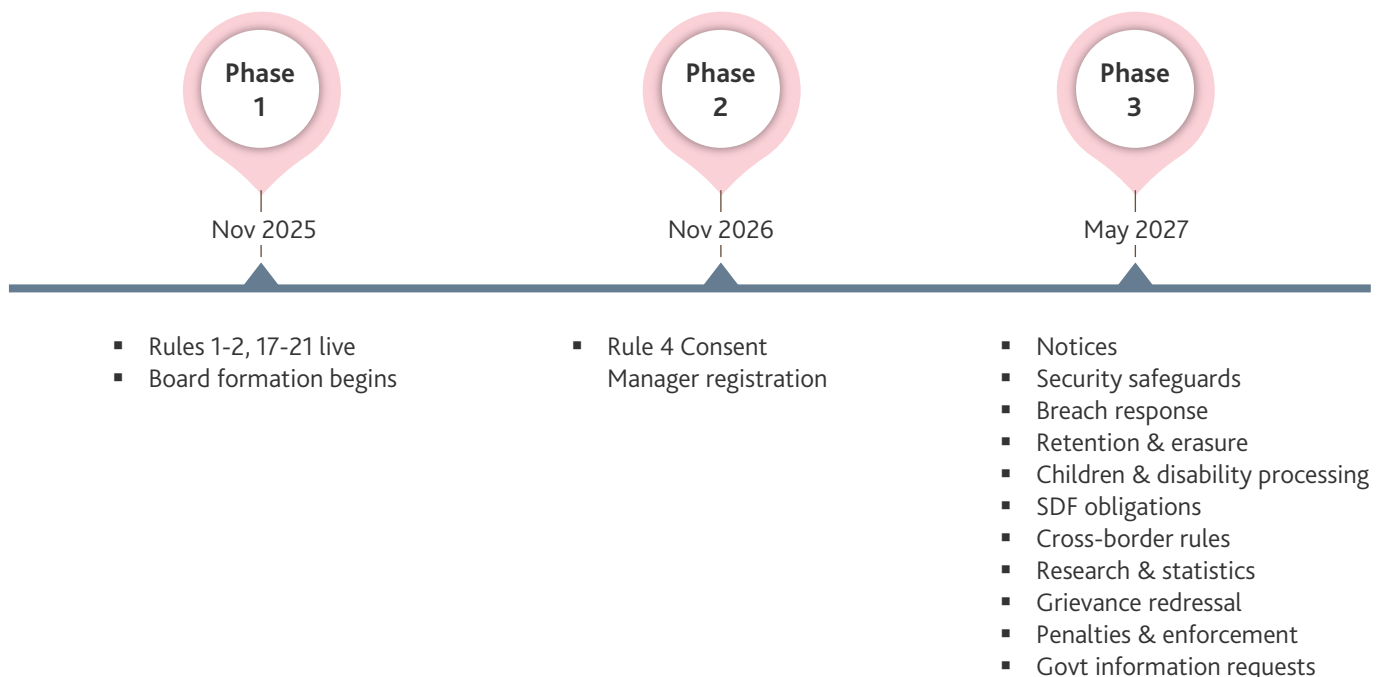 Phase
1
Nov 2025
▪ Rules 1-2, 17-21 live
▪ Board formation begins
Phase
2
Nov 2026
▪ Rule 4 Consent
Manager registration
Phase
3
May 2027
▪ Notices
▪ Security safeguards
▪ Breach response
▪ Retention & erasure
▪ Children & disability processing
▪ SDF obligations
▪ Cross-border rules
▪ Research & statistics
▪ Grievance redressal
▪ Penalties & enforcement
▪ Govt information requests